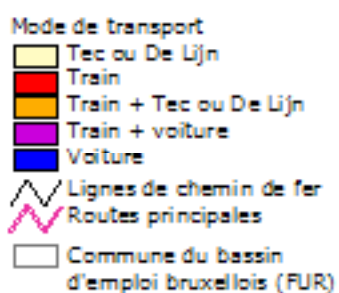 Mode de transport
Tec ou De Lijn
Train
Train + Tec ou De Lijn
Train + voiture
Voiture
Lignes de chemin de fer
Routes principales
Commune du bassin
d'emploi bruxellois (FUR)